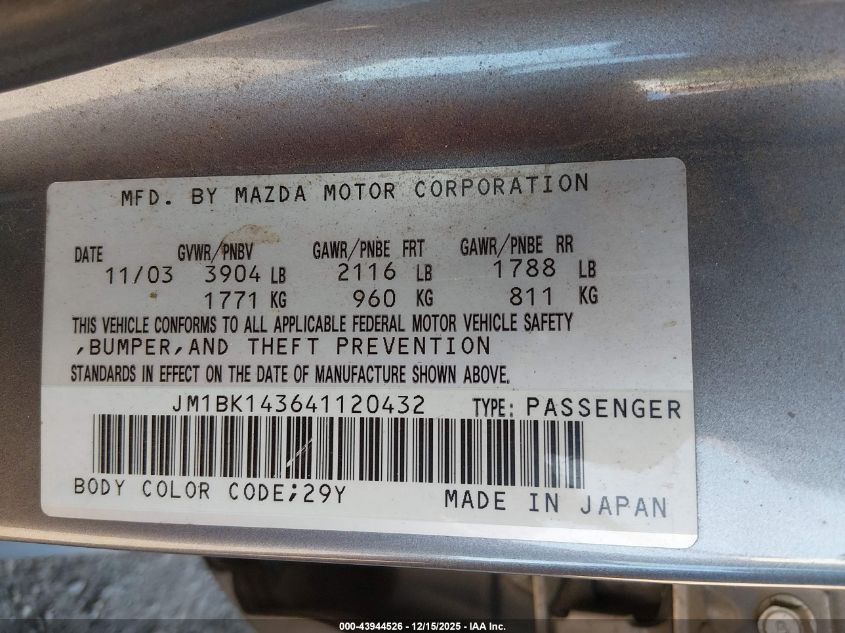 MFD. BY MAZDA MOTOR CORPORATION
DATE GVWR/PNBV GAWR/PNBE FRT GAWR/PNBE RR
11/03 3904 LB 2116 LB 1788 LB
1771 KG 960 KG 811 KG
THIS VEHICLE CONFORMS TO ALL APPLICABLE FEDERAL MOTOR VEHICLE SAFETY
,BUMPER,AND THEFT PREVENTION
STANDARDS IN EFFECT ON THE DATE OF MANUFACTURE SHOWN ABOVE.
JM1BK143641120432 TYPE: PASSENGER
BODY COLOR CODE;29Y MADE IN JAPAN
000-43944526 - 12/15/2025 - IAA Inc.